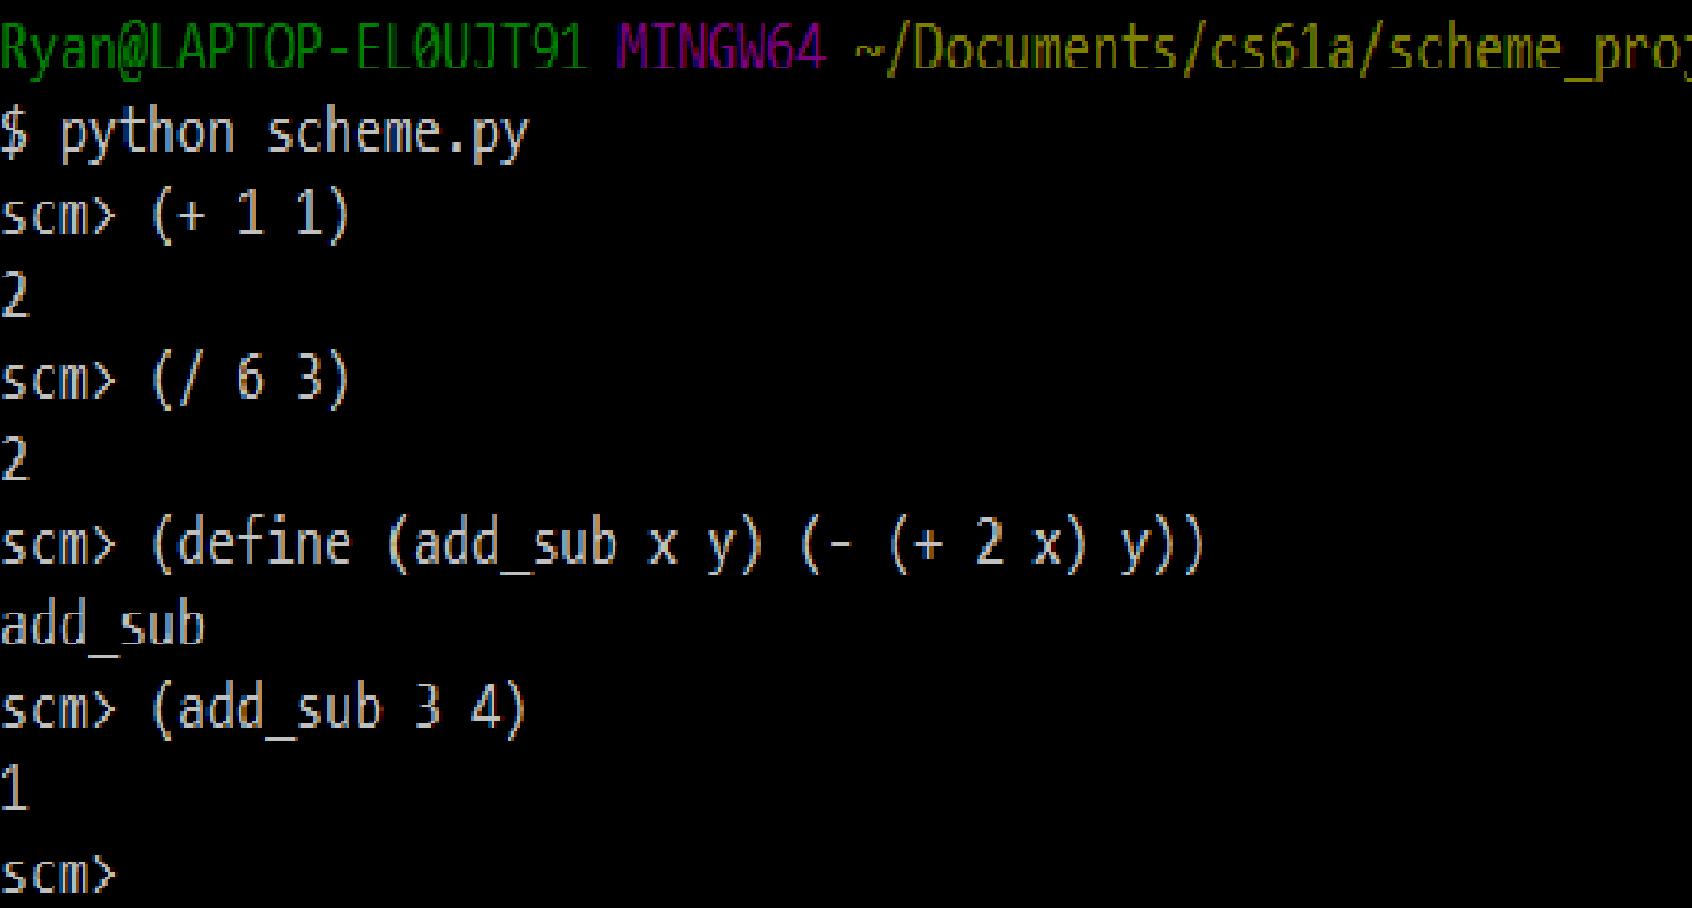 Ryan@LAPTOP-EL0UJT91 MINGW64 ~/Documents/cs61a/scheme_proj
$ python scheme.py
scm> (+ 1 1)
2
scm> (/ 6 3)
2
scm> (define (add_sub x y) (- (+ 2 x) y))
add_sub
scm> (add_sub 3 4)
1
scm>